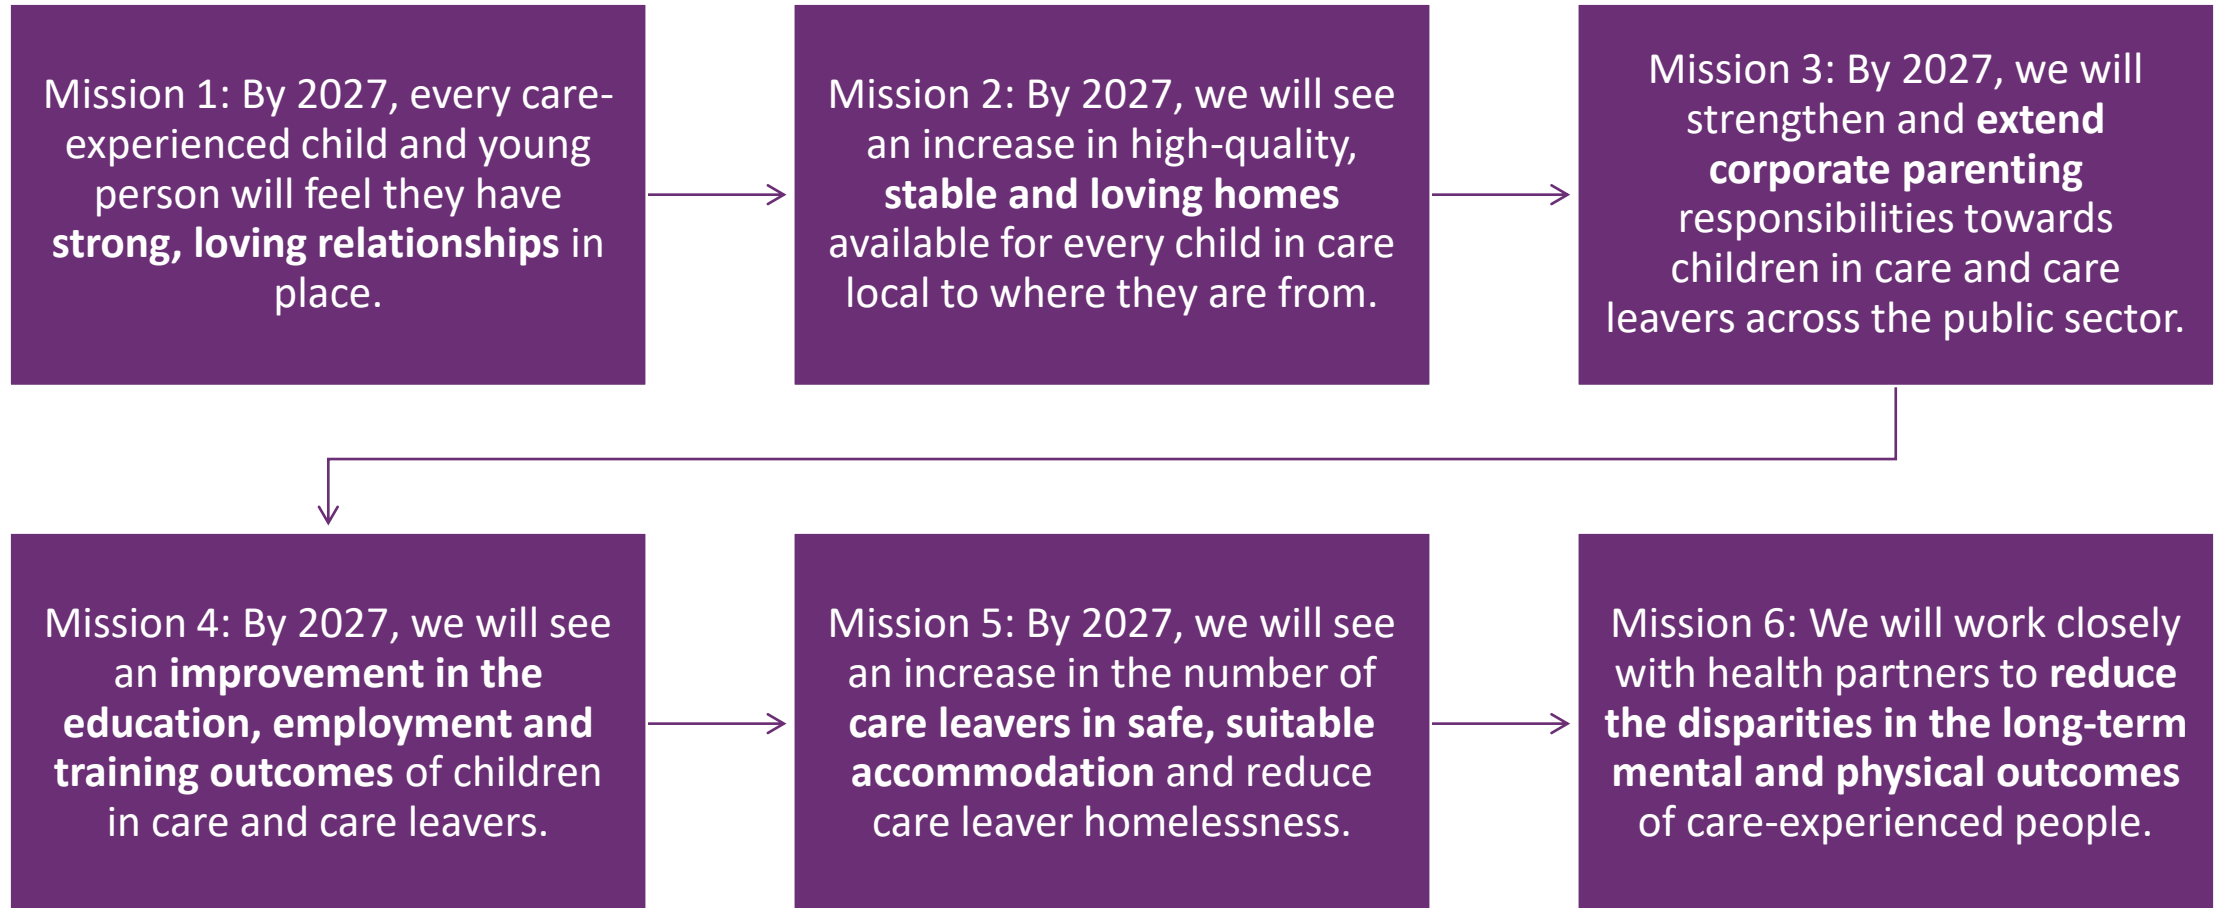 Mission 1: By 2027, every care-
experienced child and young
person will feel they have
strong, loving relationships in
place.
Mission 2: By 2027, we will see
an increase in high-quality,
stable and loving homes
available for every child in care
local to where they are from.
Mission 3: By 2027, we will
strengthen and extend
corporate parenting
responsibilities towards
children in care and care
leavers across the public sector.
Mission 4: By 2027, we will see
an improvement in the
education, employment and
training outcomes of children
in care and care leavers.
Mission 5: By 2027, we will see
an increase in the number of
care leavers in safe, suitable
accommodation and reduce
care leaver homelessness.
Mission 6: We will work closely
with health partners to reduce
the disparities in the long-term
mental and physical outcomes
of care-experienced people.